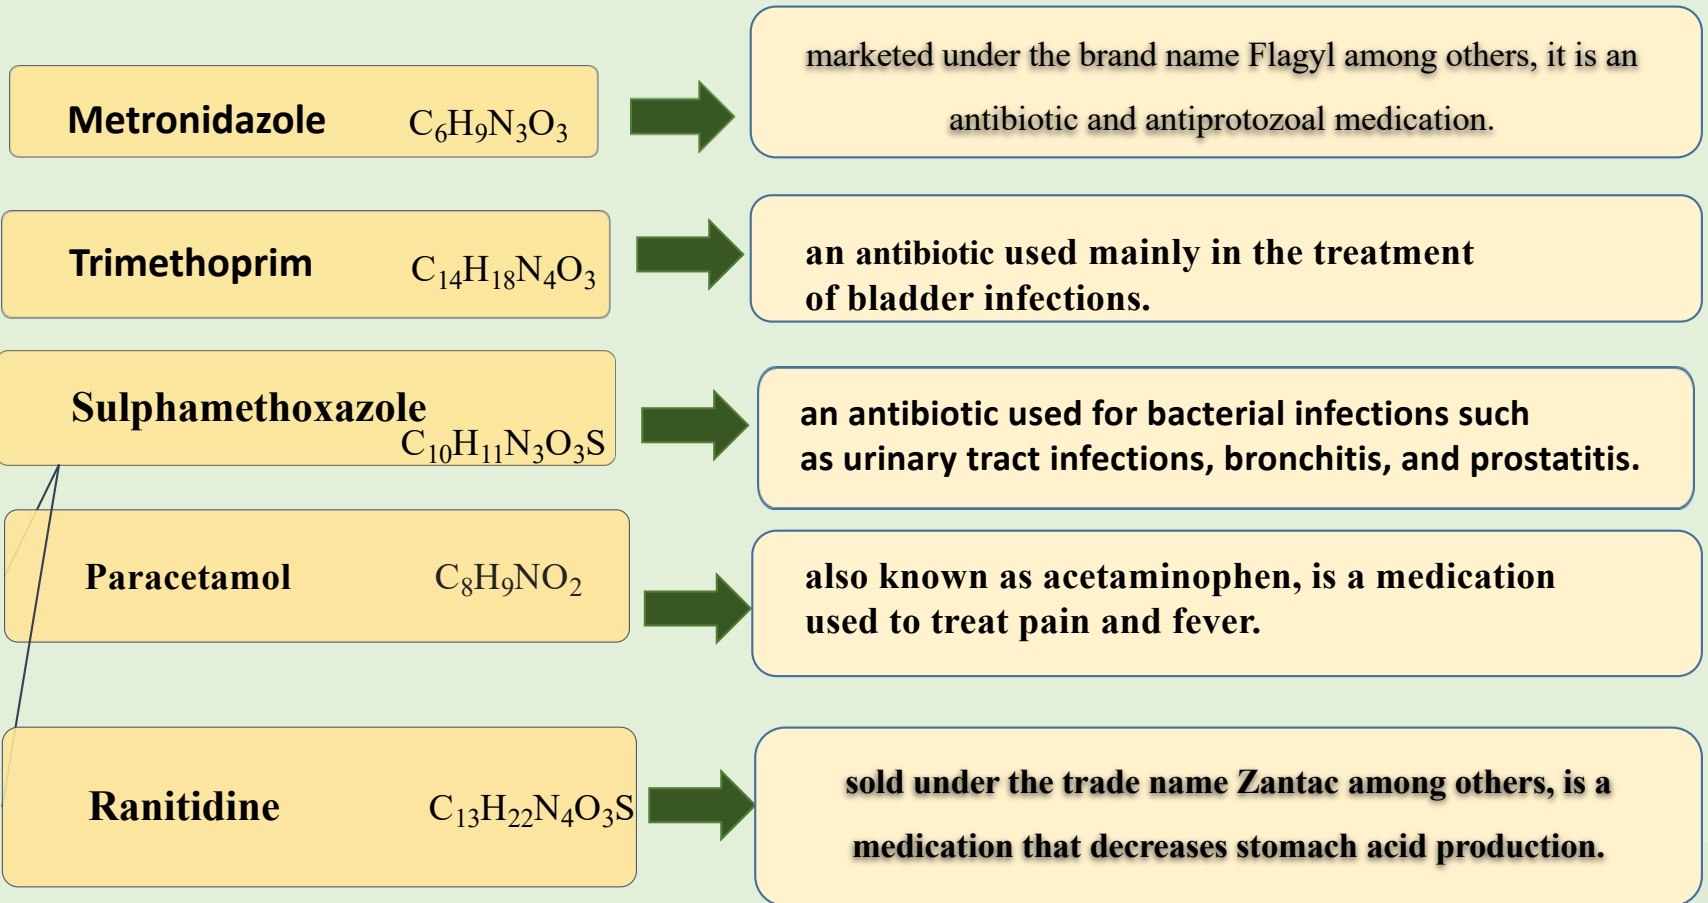 marketed under the brand name Flagyl among others, it is an
Metronidazole C₆H₉N₃O₃
antibiotic and antiprotozoal medication.
Trimethoprim C₁₄H₁₈N₄O₃
an antibiotic used mainly in the treatment
of bladder infections.
Sulphamethoxazole
C₁₀H₁₁N₃O₃S
an antibiotic used for bacterial infections such
as urinary tract infections, bronchitis, and prostatitis.
Paracetamol C₈H₉NO₂
also known as acetaminophen, is a medication
used to treat pain and fever.
Ranitidine C₁₃H₂₂N₄O₃S
sold under the trade name Zantac among others, is a
medication that decreases stomach acid production.